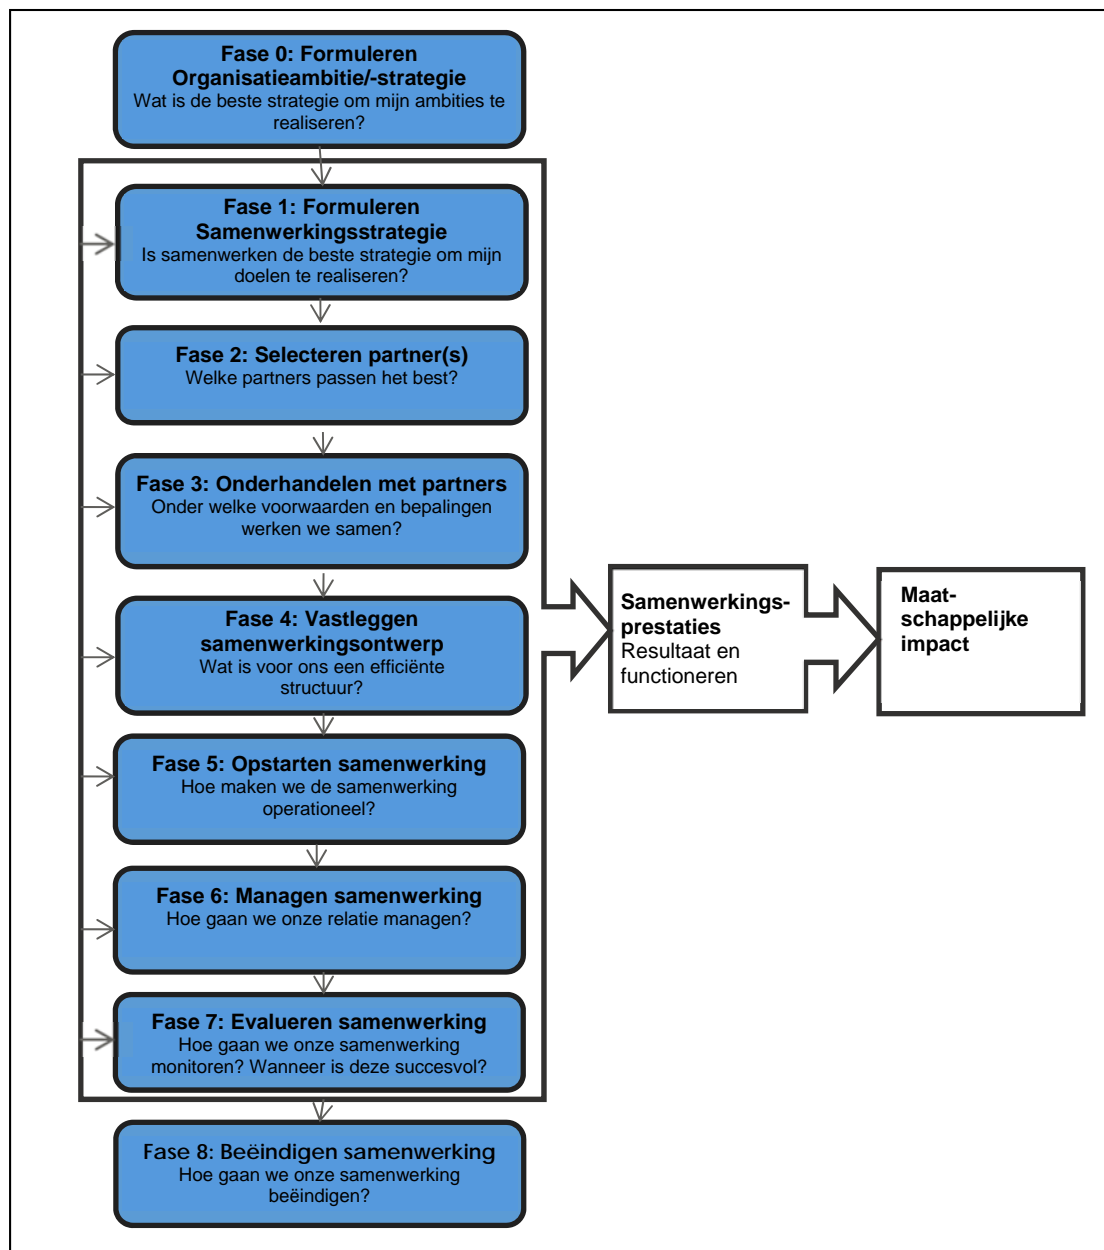 Fase 0: Formuleren
Organisatieambitie/-strategie
Wat is de beste strategie om mijn ambities te
realiseren?
Fase 1: Formuleren
Samenwerkingsstrategie
Is samenwerken de beste strategie om mijn
doelen te realiseren?
Fase 2: Selecteren partner(s)
Welke partners passen het best?
Fase 3: Onderhandelen met partners
Onder welke voorwaarden en bepalingen
werken we samen?
Fase 4: Vastleggen
samenwerkingsontwerp
Wat is voor ons een efficiënte
structuur?
Fase 5: Opstarten samenwerking
Hoe maken we de samenwerking
operationeel?
Fase 6: Managen samenwerking
Hoe gaan we onze relatie managen?
Fase 7: Evalueren samenwerking
Hoe gaan we onze samenwerking
monitoren? Wanneer is deze succesvol?
Fase 8: Beëindigen samenwerking
Hoe gaan we onze samenwerking
beëindigen?
Samenwerkings-
prestaties
Resultaat en
functioneren
Maat-
schappelijke
impact